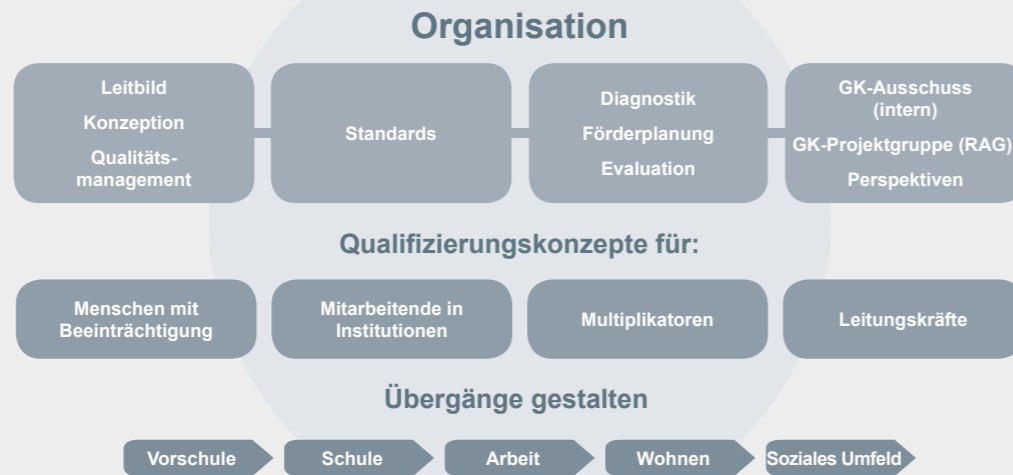 Organisation
Leitbild
Konzeption
Qualitäts-
management
Standards
Diagnostik
Förderplanung
Evaluation
GK-Ausschuss
(intern)
GK-Projektgruppe (RAG)
Perspektiven
Qualifizierungskonzepte für:
Menschen mit
Beeinträchtigung
Mitarbeitende in
Institutionen
Multiplikatoren
Leitungskräfte
Übergänge gestalten
Vorschule
Schule
Arbeit
Wohnen
Soziales Umfeld